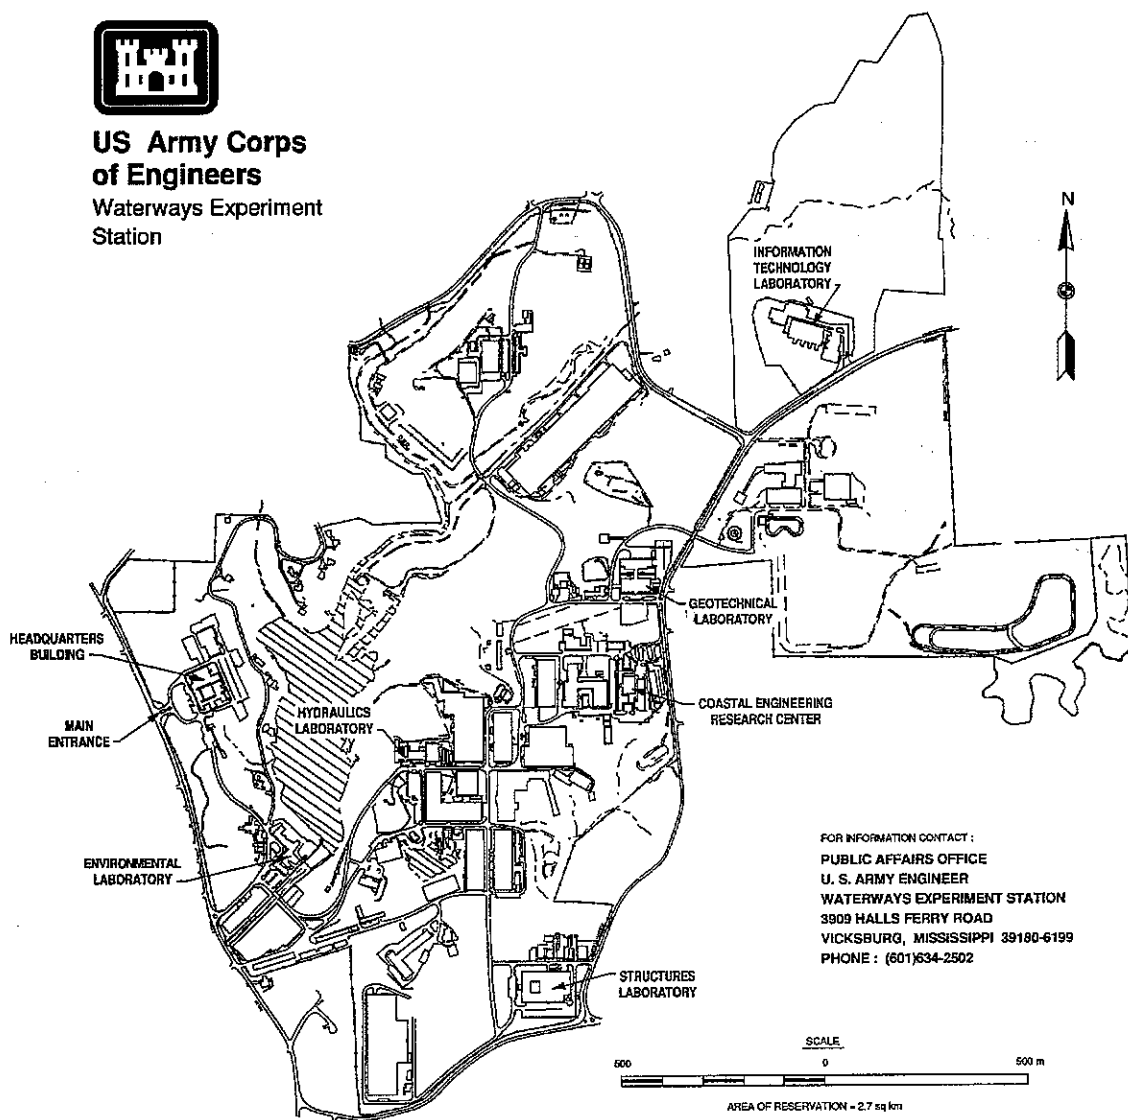 US Army Corps
of Engineers
Waterways Experiment
Station
N
INFORMATION
TECHNOLOGY
LABORATORY
GEOTECHNICAL
LABORATORY
HEADQUARTERS
BUILDING
MAIN
ENTRANCE
HYDRAULICS
LABORATORY
COASTAL ENGINEERING
RESEARCH CENTER
ENVIRONMENTAL
LABORATORY
STRUCTURES
LABORATORY
FOR INFORMATION CONTACT :
PUBLIC AFFAIRS OFFICE
U. S. ARMY ENGINEER
WATERWAYS EXPERIMENT STATION
3909 HALLS FERRY ROAD
VICKSBURG, MISSISSIPPI 39180-6199
PHONE : (601)634-2502
SCALE
500 0 500 m
AREA OF RESERVATION = 2.7 sq km